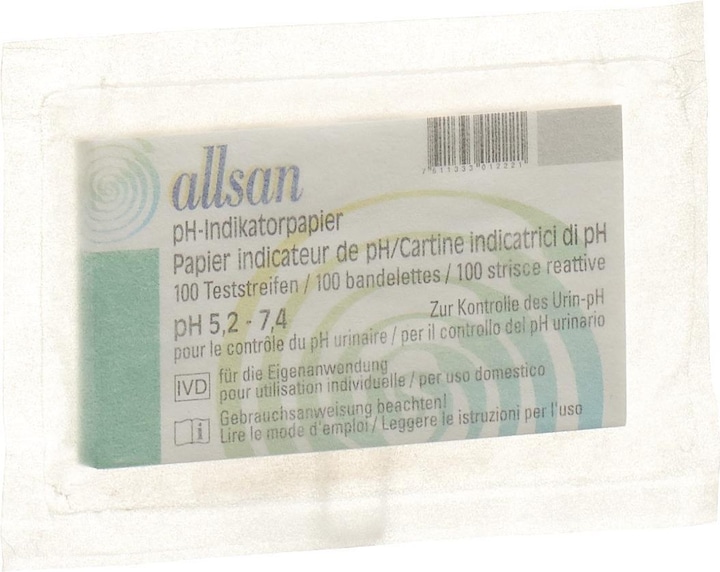 7 611333 012221
allsan
pH-Indikatorpapier
Papier indicateur de pH/Cartine indicatrici di pH
100 Teststreifen / 100 bandelettes / 100 strisce reattive
pH 5,2 - 7,4 Zur Kontrolle des Urin-pH
pour le contrôle du pH urinaire / per il controllo del pH urinario
IVD für die Eigenanwendung
pour utilisation individuelle / per uso domestico
i Gebrauchsanweisung beachten!
Lire le mode d'emploi / Leggere le istruzioni per l'uso